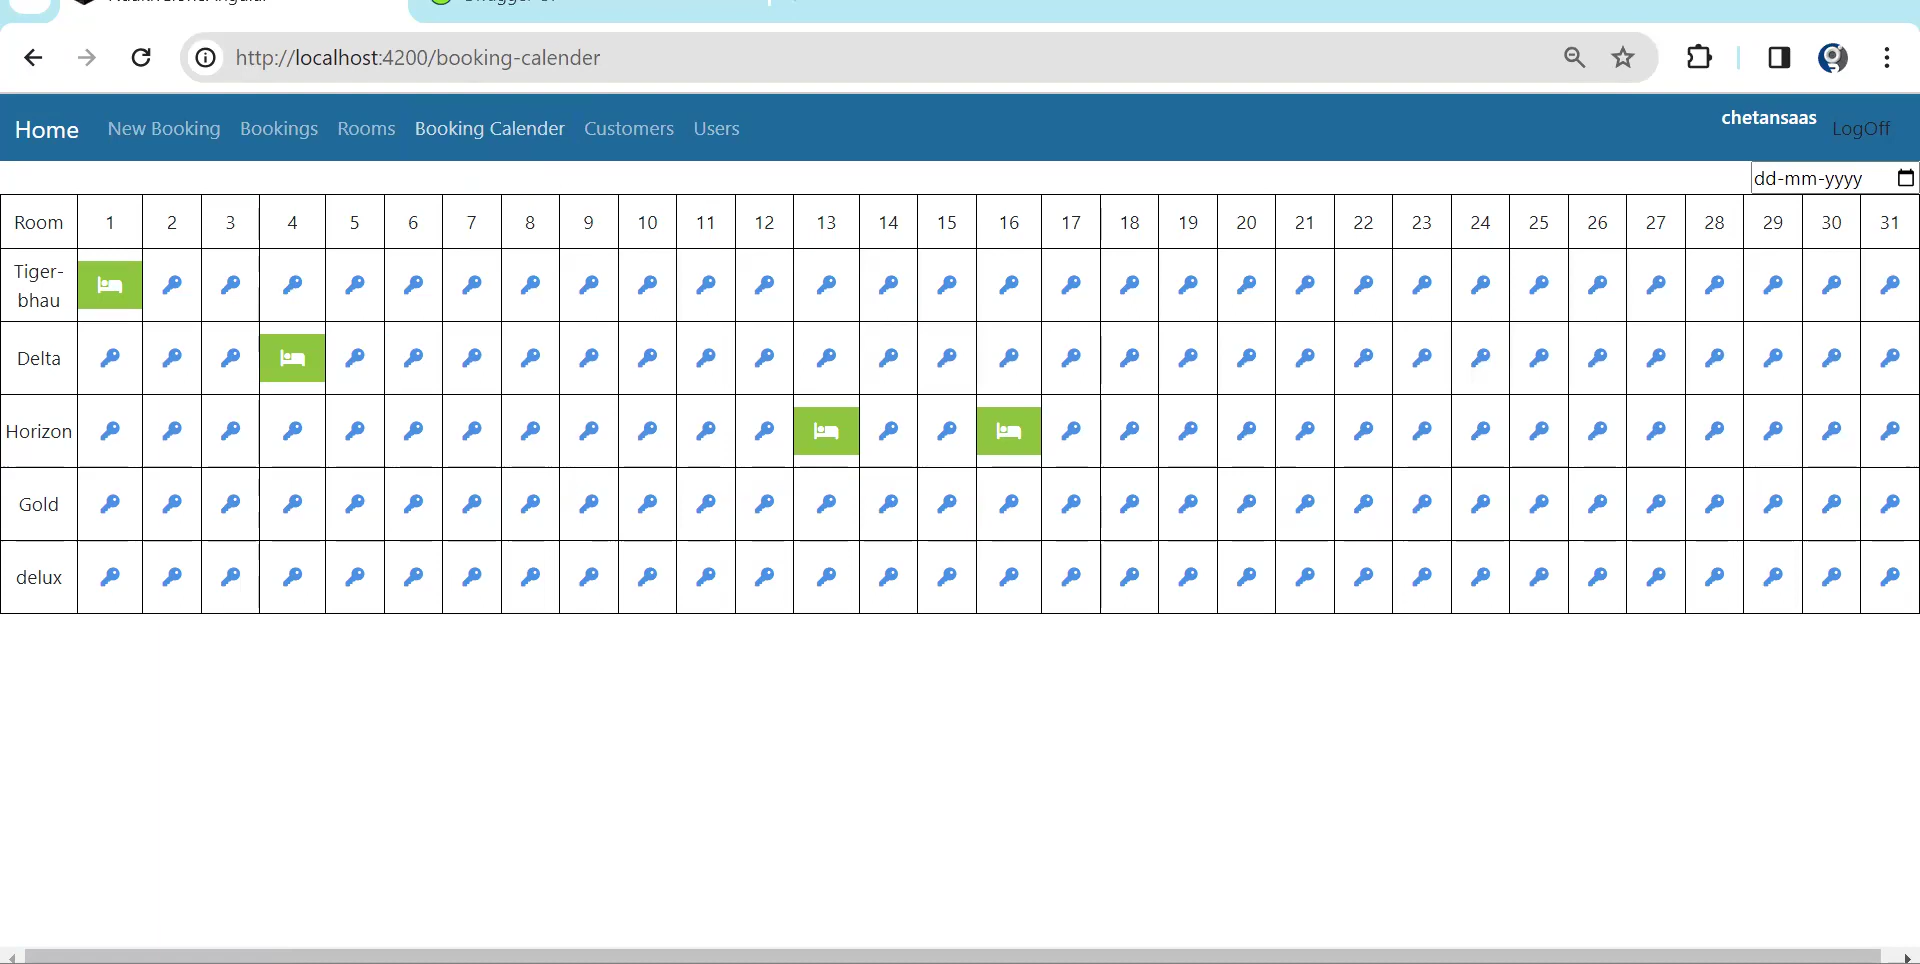 http://localhost:4200/booking-calender
Home New Booking Bookings Rooms Booking Calender Customers Users chetansaas LogOff
dd-mm-yyyy
Room 1 2 3 4 5 6 7 8 9 10 11 12 13 14 15 16 17 18 19 20 21 22 23 24 25 26 27 28 29 30 31
Tiger-
bhau
Delta
Horizon
Gold
delux